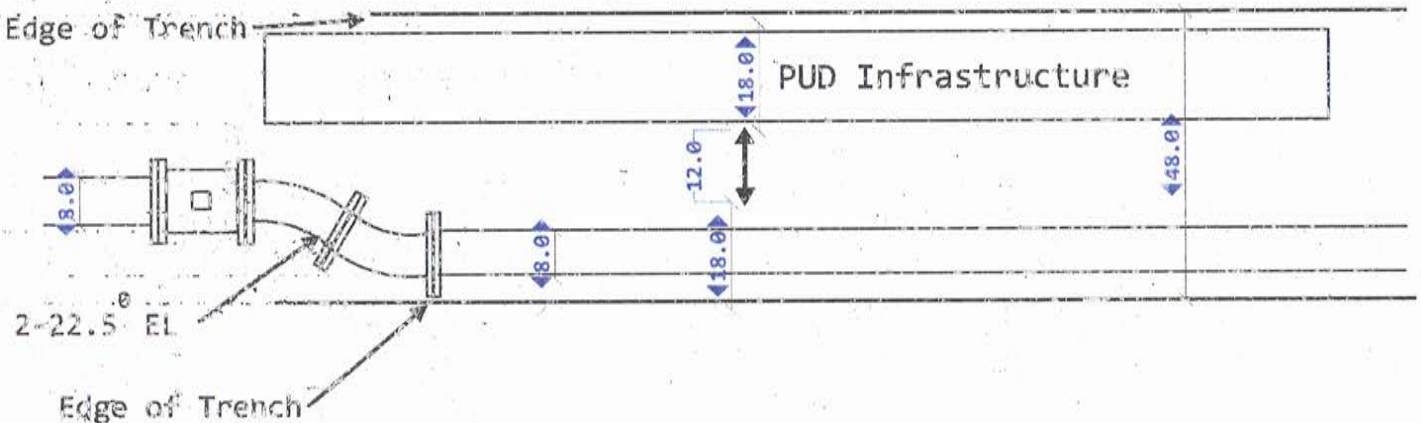 Edge of Trench
18.0
PUD Infrastructure
12.0
48.0
8.0
8.0
18.0
2-22.5° EL
Edge of Trench